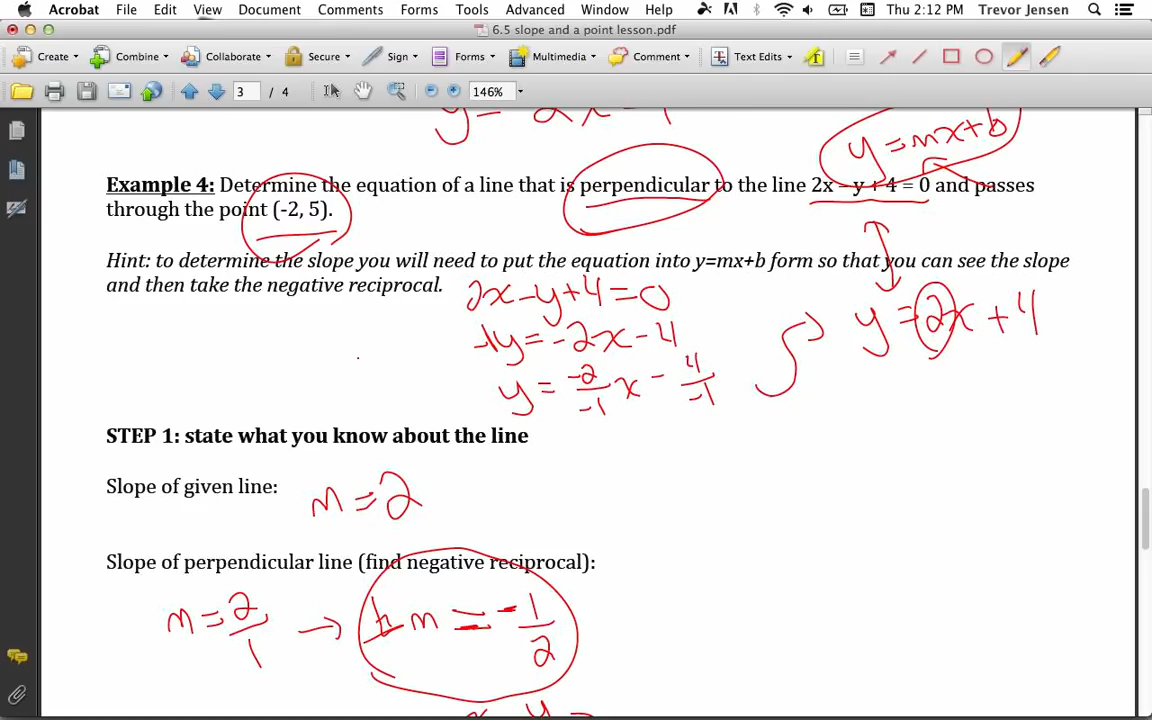 Acrobat File Edit View Document Comments Forms Tools Advanced Window Help Thu 2:12 PM Trevor Jensen
6.5 slope and a point lesson.pdf
Create Combine Collaborate Secure Sign Forms Multimedia Comment Text Edits
3 / 4 146%
y = 2x
y=mx+b
Example 4: Determine the equation of a line that is perpendicular to the line 2x – y + 4 = 0 and passes
through the point (-2, 5).
Hint: to determine the slope you will need to put the equation into y=mx+b form so that you can see the slope
and then take the negative reciprocal.
2x-y+4=0
y=2x+4
-1y=-2x-4
y = -2/-1 x - 4/-1
STEP 1: state what you know about the line
Slope of given line: m=2
Slope of perpendicular line (find negative reciprocal):
m=2/1 → m = -1/2
x y =